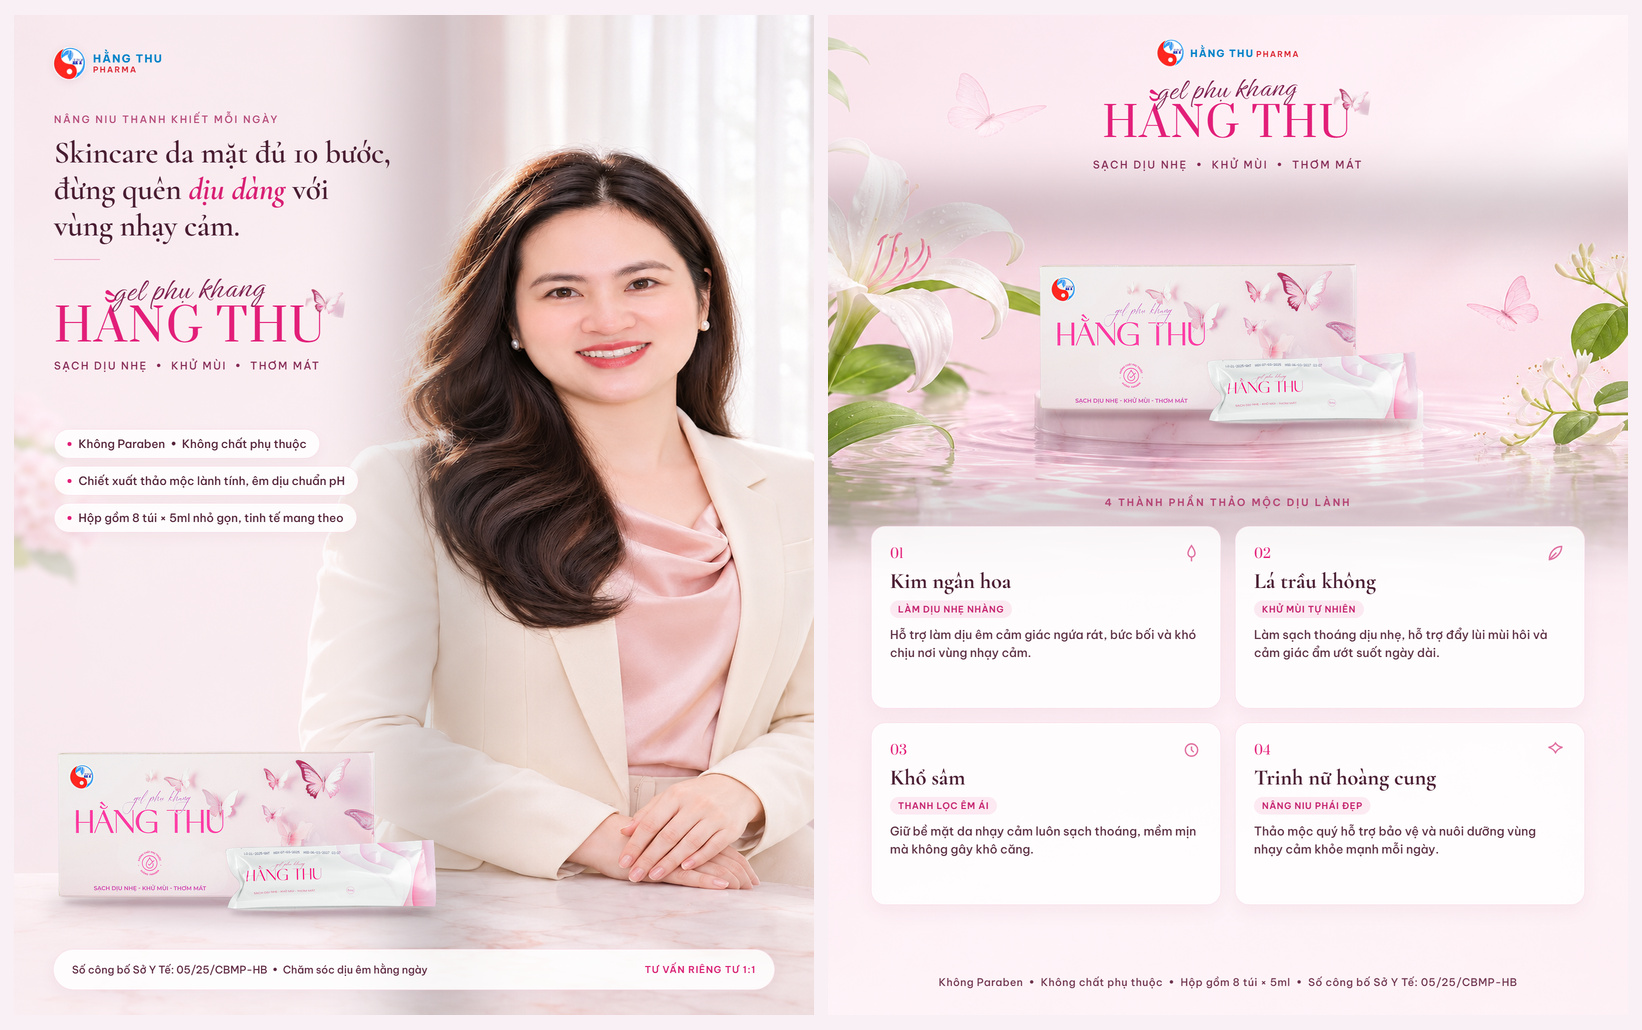 HẰNG THU
PHARMA
NÂNG NIU THANH KHIẾT MỖI NGÀY
Skincare da mặt đủ 10 bước,
đừng quên dịu dàng với
vùng nhạy cảm.
gel phụ khang
HẰNG THU
SẠCH DỊU NHẸ • KHỬ MÙI • THƠM MÁT
• Không Paraben • Không chất phụ thuộc
• Chiết xuất thảo mộc lành tính, êm dịu chuẩn pH
• Hộp gồm 8 túi × 5ml nhỏ gọn, tinh tế mang theo
gel phụ khang
HẰNG THU
SẠCH DỊU NHẸ - KHỬ MÙI - THƠM MÁT
gel phụ khang
HẰNG THU
Số công bố Sở Y Tế: 05/25/CBMP-HB • Chăm sóc dịu êm hằng ngày
TƯ VẤN RIÊNG TƯ 1:1
HẰNG THU PHARMA
gel phụ khang
HẰNG THU
SẠCH DỊU NHẸ • KHỬ MÙI • THƠM MÁT
gel phụ khang
HẰNG THU
SẠCH DỊU NHẸ - KHỬ MÙI - THƠM MÁT
gel phụ khang
HẰNG THU
4 THÀNH PHẦN THẢO MỘC DỊU LÀNH
01
Kim ngân hoa
LÀM DỊU NHẸ NHÀNG
Hỗ trợ làm dịu êm cảm giác ngứa rát, bức bối và khó
chịu nơi vùng nhạy cảm.
02
Lá trầu không
KHỬ MÙI TỰ NHIÊN
Làm sạch thoáng dịu nhẹ, hỗ trợ đẩy lùi mùi hôi và
cảm giác ẩm ướt suốt ngày dài.
03
Khổ sâm
THANH LỌC ÊM ÁI
Giữ bề mặt da nhạy cảm luôn sạch thoáng, mềm mịn
mà không gây khô căng.
04
Trinh nữ hoàng cung
NÂNG NIU PHÁI ĐẸP
Thảo mộc quý hỗ trợ bảo vệ và nuôi dưỡng vùng
nhạy cảm khỏe mạnh mỗi ngày.
Không Paraben • Không chất phụ thuộc • Hộp gồm 8 túi × 5ml • Số công bố Sở Y Tế: 05/25/CBMP-HB